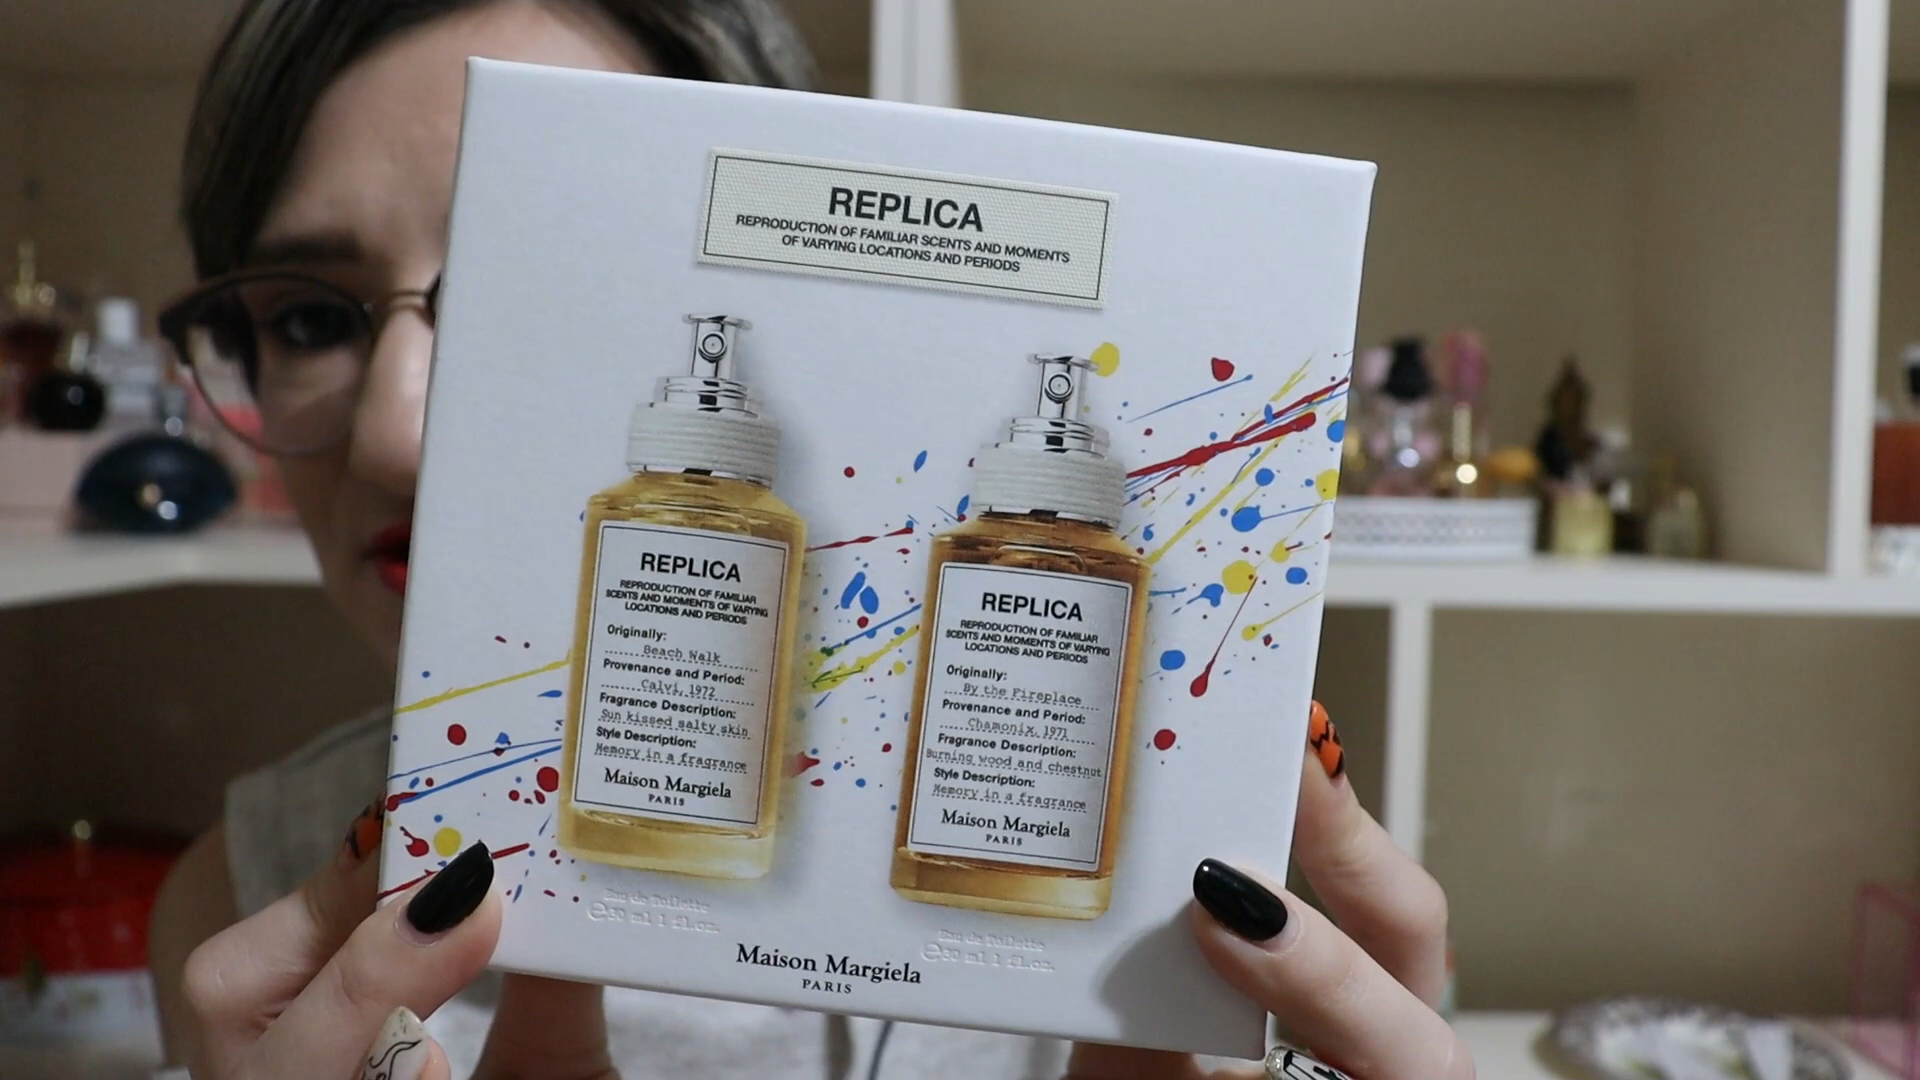 REPLICA
REPRODUCTION OF FAMILIAR SCENTS AND MOMENTS
OF VARYING LOCATIONS AND PERIODS
REPLICA
REPRODUCTION OF FAMILIAR
SCENTS AND MOMENTS OF VARYING
LOCATIONS AND PERIODS
Originally:
Beach Walk
Provenance and Period:
Calvi, 1972
Fragrance Description:
Sun kissed salty skin
Style Description:
Memory in a fragrance
Maison Margiela
PARIS
Eau de Toilette
e30 ml 1 fl.oz.
REPLICA
REPRODUCTION OF FAMILIAR
SCENTS AND MOMENTS OF VARYING
LOCATIONS AND PERIODS
Originally:
By the Fireplace
Provenance and Period:
Chamonix, 1971
Fragrance Description:
Burning wood and chestnut
Style Description:
Memory in a fragrance
Maison Margiela
PARIS
Eau de Toilette
e30 ml 1 fl.oz.
Maison Margiela
PARIS